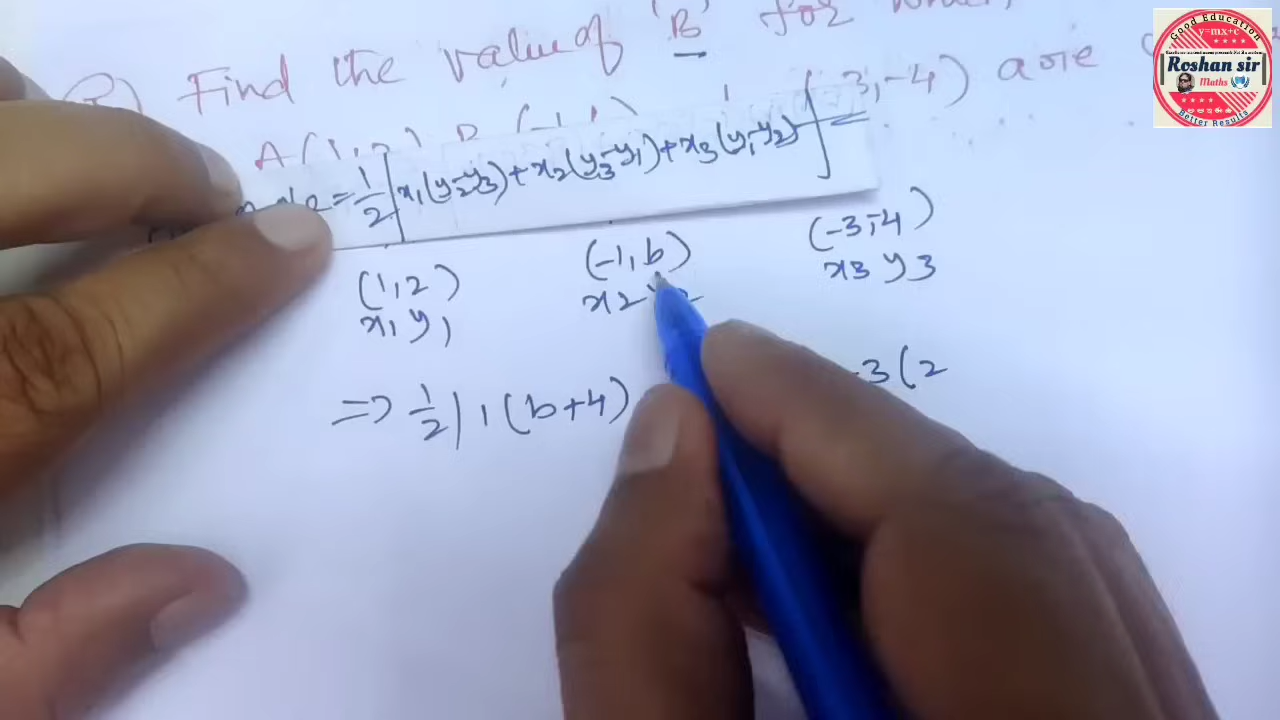 Find the value of 'B' for
A(1,2) B (-1,b) -3,-4) are
=1/2|x1(y2-y3)+x2(y3-y1)+x3(y1-y2)|
(1,2) (-1,b) (-3,-4)
x1 y1 x2 y2 x3 y3
=> 1/2|1(b+4) -3(2
Good Education
y=mx+c
Roshan sir
Maths
Better Results